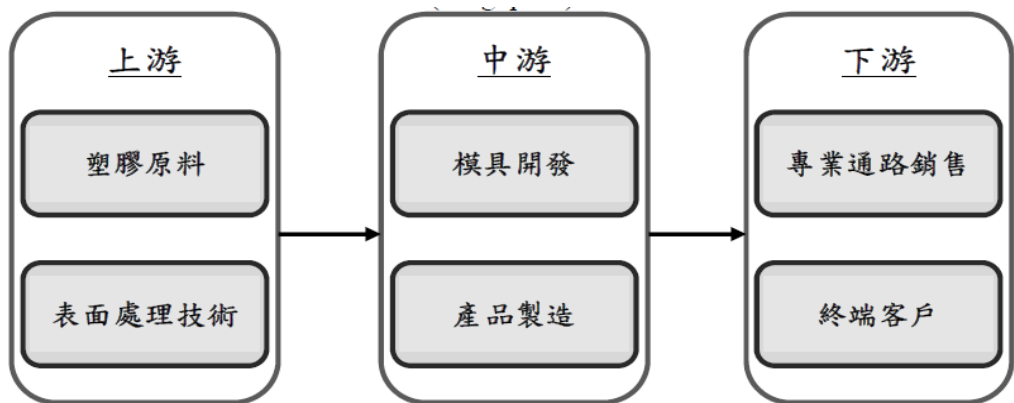 上游
塑膠原料
表面處理技術
中游
模具開發
產品製造
下游
專業通路銷售
終端客戶